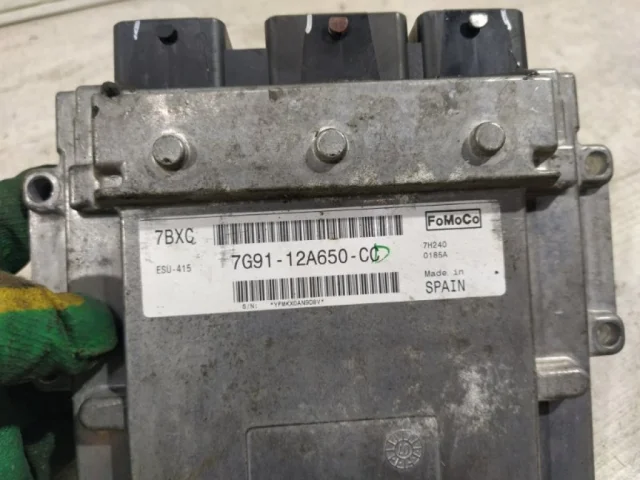 7BXC
FoMoCo
ESU-415
7G91-12A650-CC
7H240
0185A
Made in
SPAIN
S/N: